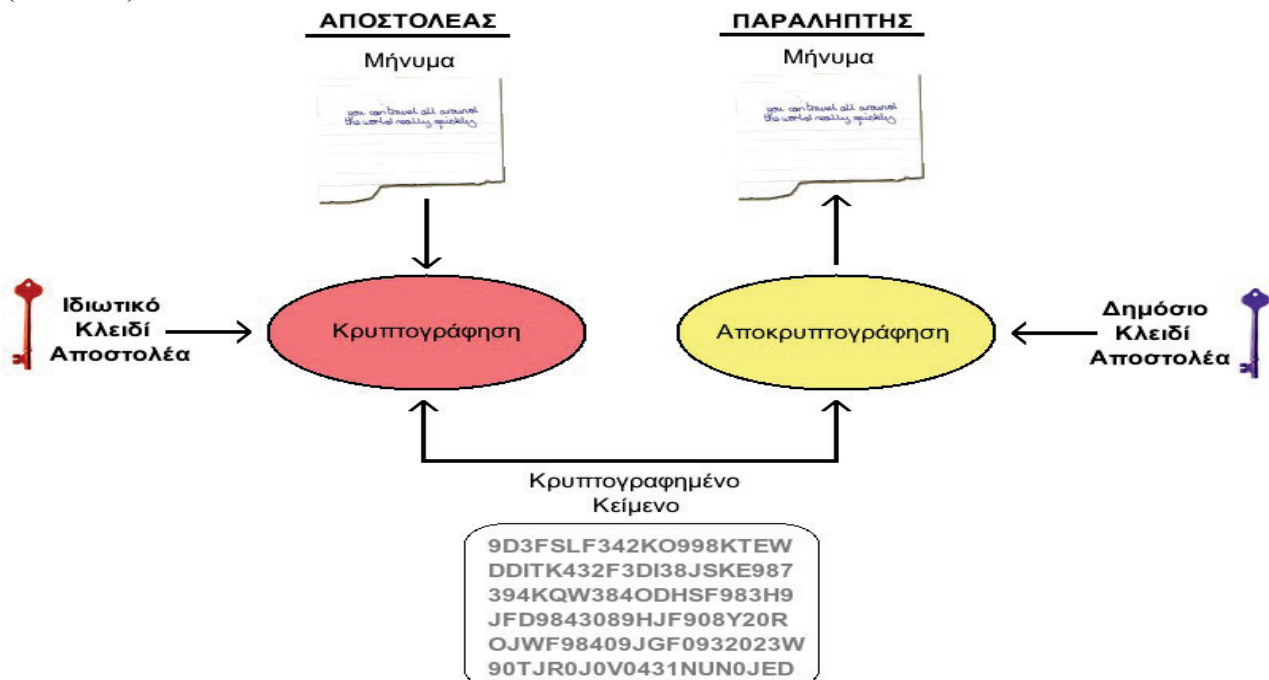 ΑΠΟΣΤΟΛΕΑΣ
Μήνυμα
you can travel all around
the world really quickly
ΠΑΡΑΛΗΠΤΗΣ
Μήνυμα
you can travel all around
the world really quickly
Ιδιωτικό
Κλειδί
Αποστολέα
Κρυπτογράφηση
Αποκρυπτογράφηση
Δημόσιο
Κλειδί
Αποστολέα
Κρυπτογραφημένο
Κείμενο
9D3FSLF342KO998KTEW
DDITK432F3DI38JSKE987
394KQW384ODHSF983H9
JFD9843089HJF908Y20R
OJWF98409JGF0932023W
90TJR0J0V0431NUN0JED